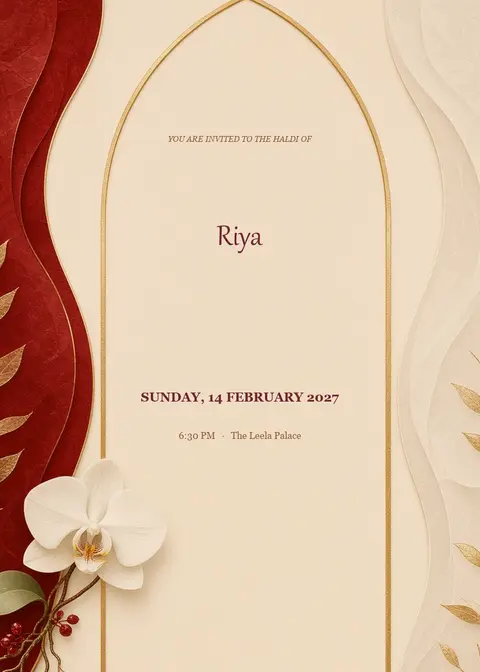 YOU ARE INVITED TO THE HALDI OF
Riya
SUNDAY, 14 FEBRUARY 2027
6:30 PM · The Leela Palace